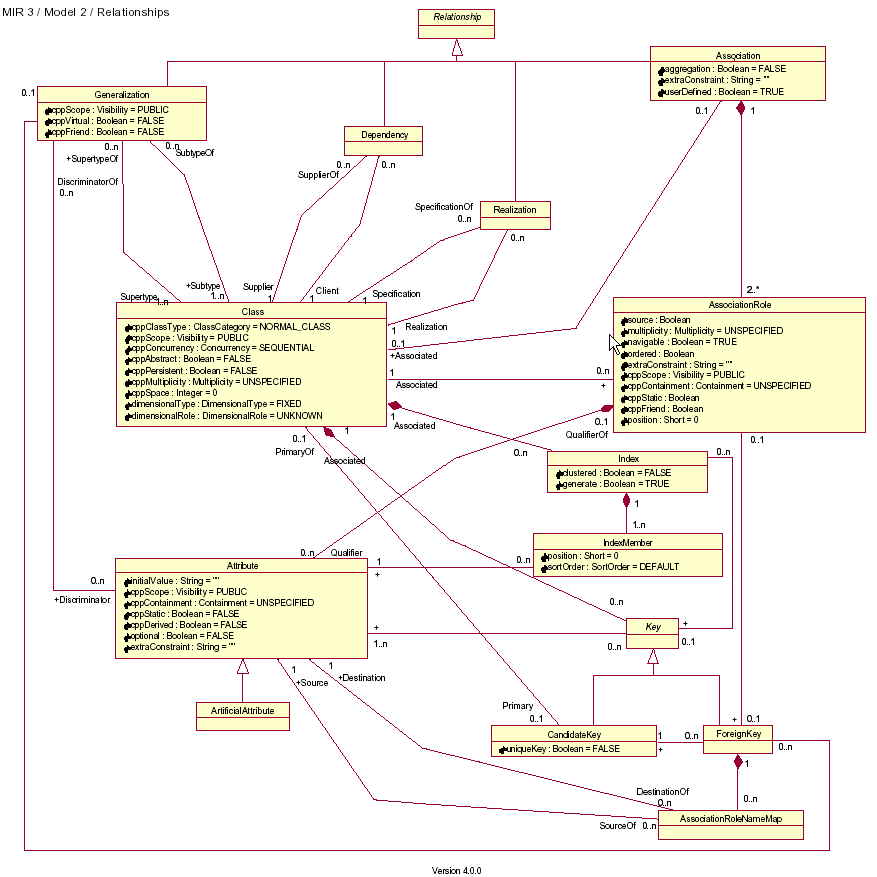 MIR 3 / Model 2 / Relationships
Relationship
Association
aggregation : Boolean = FALSE
extraConstraint : String = ""
userDefined : Boolean = TRUE
0..1
1
0..1
Generalization
cppScope : Visibility = PUBLIC
cppVirtual : Boolean = FALSE
cppFriend : Boolean = FALSE
0..n
+SupertypeOf
0..n
SubtypeOf
DiscriminatorOf
0..n
Dependency
0..n
0..n
SupplierOf
SpecificationOf
0..n
Realization
0..n
Supertype
1..n
+Subtype
1..n
Supplier
1
Client
1
Specification
1
Class
cppClassType : ClassCategory = NORMAL_CLASS
cppScope : Visibility = PUBLIC
cppConcurrency : Concurrency = SEQUENTIAL
cppAbstract : Boolean = FALSE
cppPersistent : Boolean = FALSE
cppMultiplicity : Multiplicity = UNSPECIFIED
cppSpace : Integer = 0
dimensionalType : DimensionalType = FIXED
dimensionalRole : DimensionalRole = UNKNOWN
1
Realization
0..1
+Associated
1
Associated
0..n
+
1
Associated
2..*
AssociationRole
source : Boolean
multiplicity : Multiplicity = UNSPECIFIED
navigable : Boolean = TRUE
ordered : Boolean
extraConstraint : String = ""
cppScope : Visibility = PUBLIC
cppContainment : Containment = UNSPECIFIED
cppStatic : Boolean
cppFriend : Boolean
position : Short = 0
0..1
QualifierOf
0..1
0..1
PrimaryOf
1
Associated
0..n
Index
clustered : Boolean = FALSE
generate : Boolean = TRUE
0..n
1
1..n
IndexMember
position : Short = 0
sortOrder : SortOrder = DEFAULT
0..n
0..n
Qualifier
Attribute
initialValue : String = ""
cppScope : Visibility = PUBLIC
cppContainment : Containment = UNSPECIFIED
cppStatic : Boolean = FALSE
cppDerived : Boolean = FALSE
optional : Boolean = FALSE
extraConstraint : String = ""
1
+
0..n
+Discriminator
+
1..n
0..n
Key
+
0..1
0..n
1
+Source
1
+Destination
ArtificialAttribute
Primary
0..1
CandidateKey
uniqueKey : Boolean = FALSE
1
+
0..n
+
0..1
ForeignKey
0..n
1
0..n
DestinationOf
0..n
SourceOf
0..n
AssociationRoleNameMap
Version 4.0.0